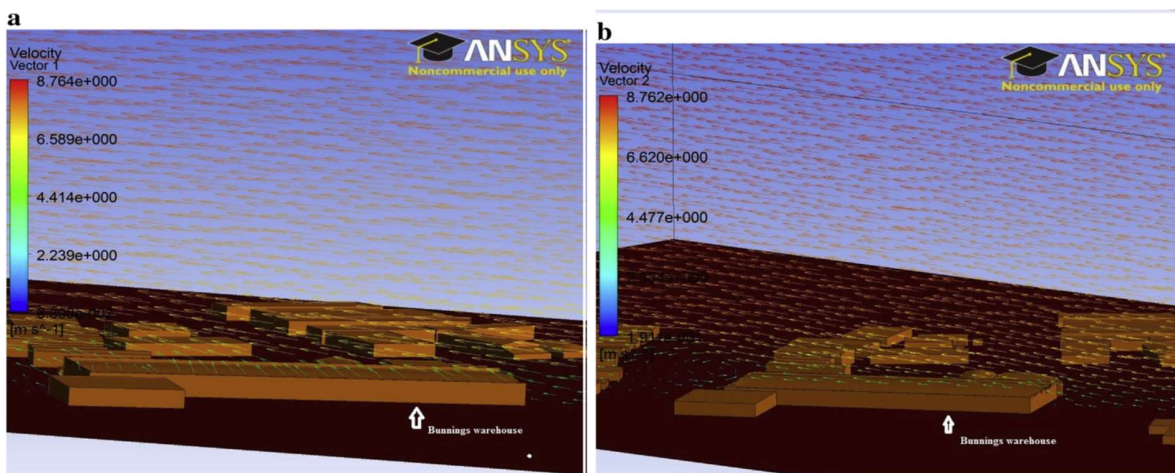 a
Velocity
Vector 1
8.764e+000
6.589e+000
4.414e+000
2.239e+000
[m s^-1]
ANSYS
Noncommercial use only
Bunnings warehouse
b
Velocity
Vector 2
8.762e+000
6.620e+000
4.477e+000
ANSYS
Noncommercial use only
Bunnings warehouse